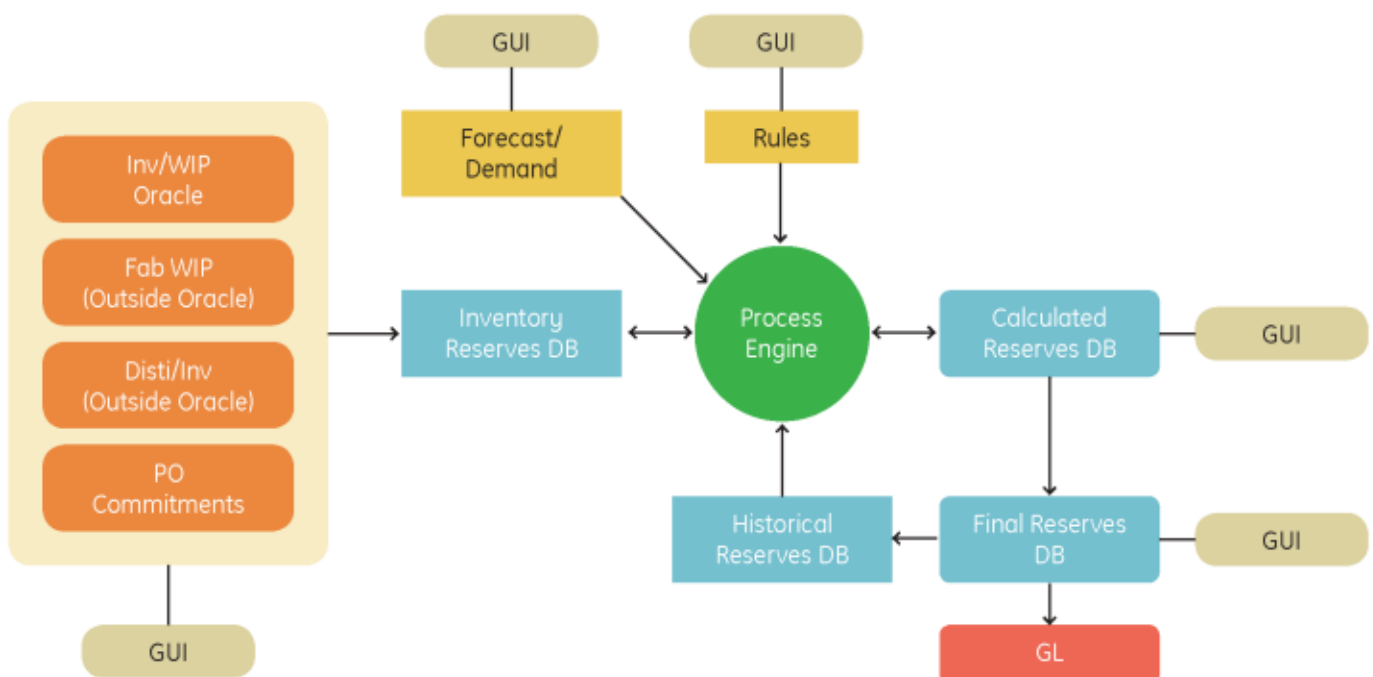 GUI
GUI
Forecast/
Demand
Rules
Inv/WIP
Oracle
Fab WIP
(Outside Oracle)
Disti/Inv
(Outside Oracle)
PO
Commitments
GUI
Inventory
Reserves DB
Process
Engine
Calculated
Reserves DB
GUI
Historical
Reserves DB
Final Reserves
DB
GUI
GL